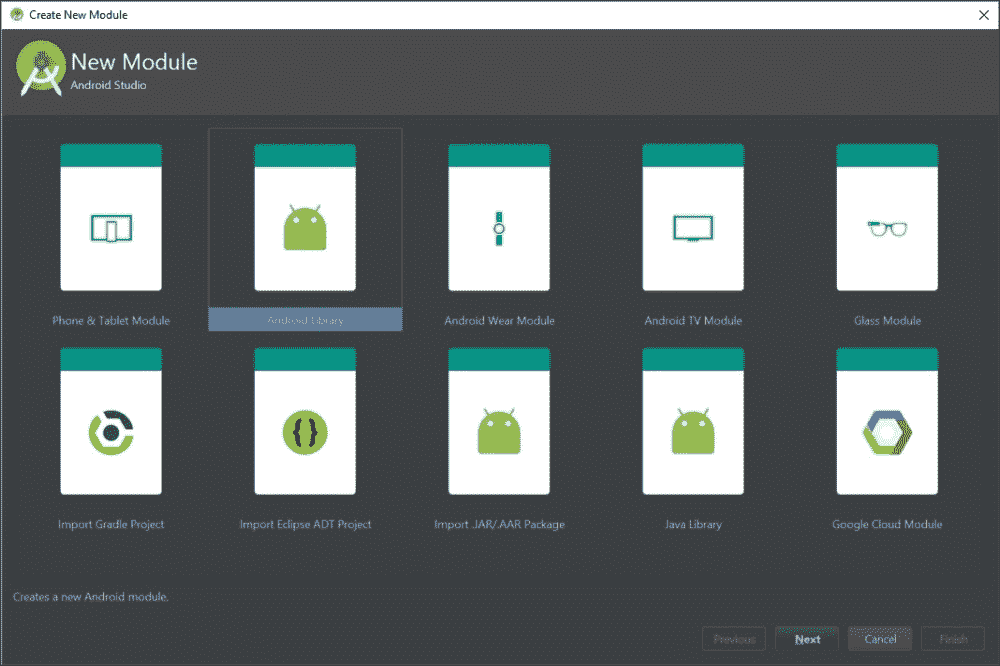 Create New Module
New Module
Android Studio
Phone & Tablet Module
Android Library
Android Wear Module
Android TV Module
Glass Module
{}
Import Gradle Project
Import Eclipse ADT Project
Import .JAR/.AAR Package
Java Library
Google Cloud Module
Creates a new Android module.
Previous
Next
Cancel
Finish